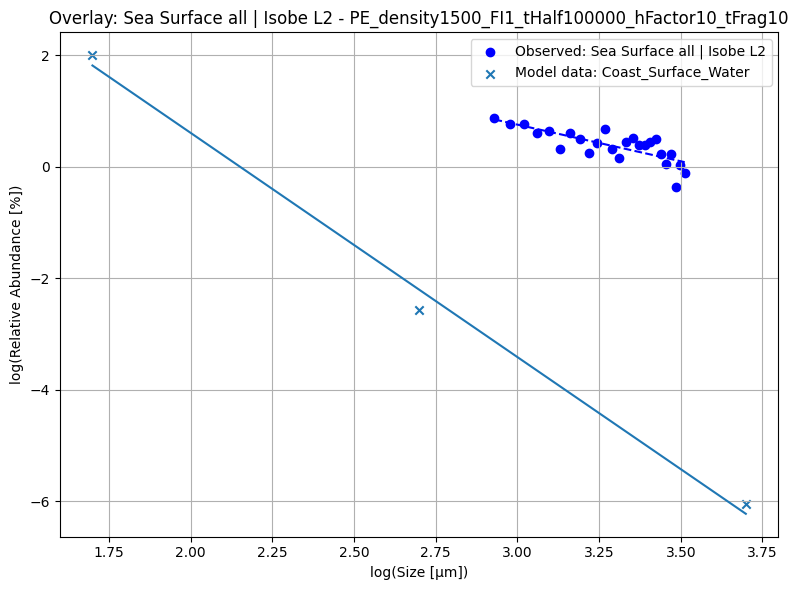 Overlay: Sea Surface all | Isobe L2 - PE_density1500_FI1_tHalf100000_hFactor10_tFrag10
Observed: Sea Surface all | Isobe L2
Model data: Coast_Surface_Water
log(Relative Abundance [%])
2
0
−2
−4
−6
1.75 2.00 2.25 2.50 2.75 3.00 3.25 3.50 3.75
log(Size [µm])